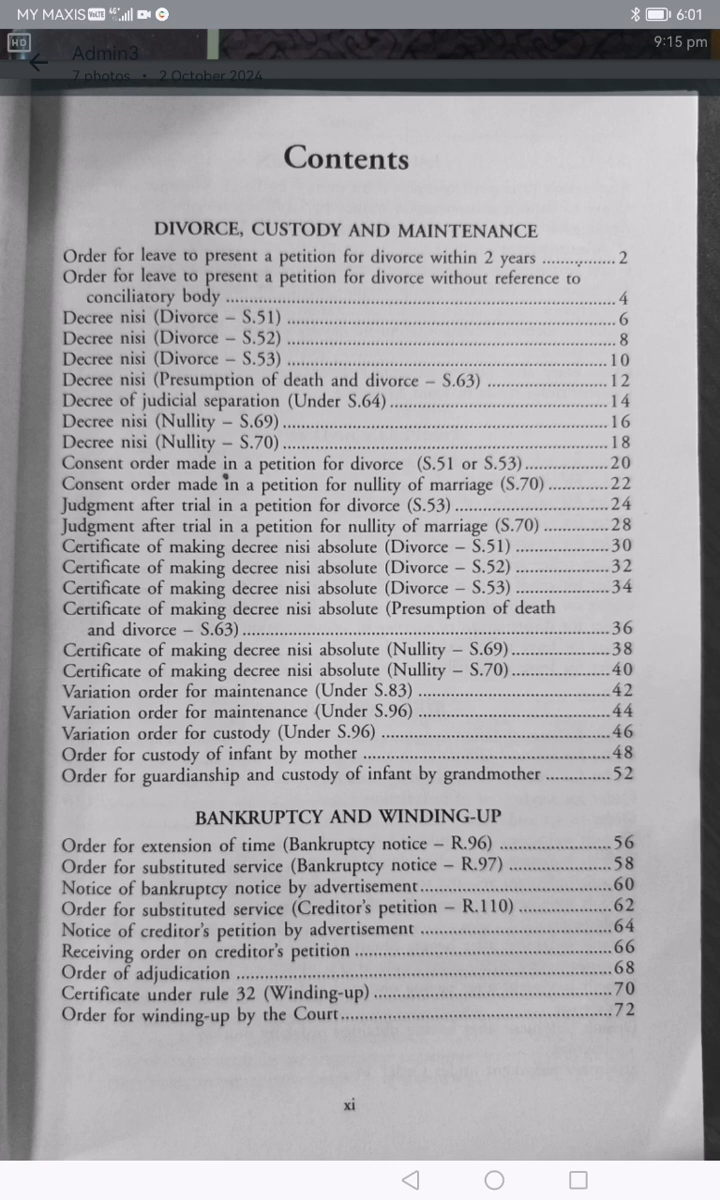 MY MAXIS VoLTE 4G 6:01
HD 9:15 pm
Admin3
7 photos • 2 October 2024
Contents
DIVORCE, CUSTODY AND MAINTENANCE
Order for leave to present a petition for divorce within 2 years ................ 2
Order for leave to present a petition for divorce without reference to
conciliatory body ................ 4
Decree nisi (Divorce – S.51) ................ 6
Decree nisi (Divorce – S.52) ................ 8
Decree nisi (Divorce – S.53) ................ 10
Decree nisi (Presumption of death and divorce – S.63) ................ 12
Decree of judicial separation (Under S.64) ................ 14
Decree nisi (Nullity – S.69) ................ 16
Decree nisi (Nullity – S.70) ................ 18
Consent order made in a petition for divorce (S.51 or S.53) ................ 20
Consent order made in a petition for nullity of marriage (S.70) ................ 22
Judgment after trial in a petition for divorce (S.53) ................ 24
Judgment after trial in a petition for nullity of marriage (S.70) ................ 28
Certificate of making decree nisi absolute (Divorce – S.51) ................ 30
Certificate of making decree nisi absolute (Divorce – S.52) ................ 32
Certificate of making decree nisi absolute (Divorce – S.53) ................ 34
Certificate of making decree nisi absolute (Presumption of death
and divorce – S.63) ................ 36
Certificate of making decree nisi absolute (Nullity – S.69) ................ 38
Certificate of making decree nisi absolute (Nullity – S.70) ................ 40
Variation order for maintenance (Under S.83) ................ 42
Variation order for maintenance (Under S.96) ................ 44
Variation order for custody (Under S.96) ................ 46
Order for custody of infant by mother ................ 48
Order for guardianship and custody of infant by grandmother ................ 52
BANKRUPTCY AND WINDING-UP
Order for extension of time (Bankruptcy notice – R.96) ................ 56
Order for substituted service (Bankruptcy notice – R.97) ................ 58
Notice of bankruptcy notice by advertisement ................ 60
Order for substituted service (Creditor's petition – R.110) ................ 62
Notice of creditor's petition by advertisement ................ 64
Receiving order on creditor's petition ................ 66
Order of adjudication ................ 68
Certificate under rule 32 (Winding-up) ................ 70
Order for winding-up by the Court ................ 72
xi